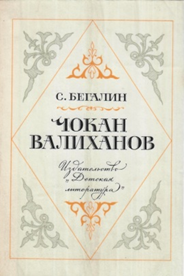 С. БЕГАЛИН
ЧОКАН
ВАЛИХАНОВ
Издательство
„Детская
литература“